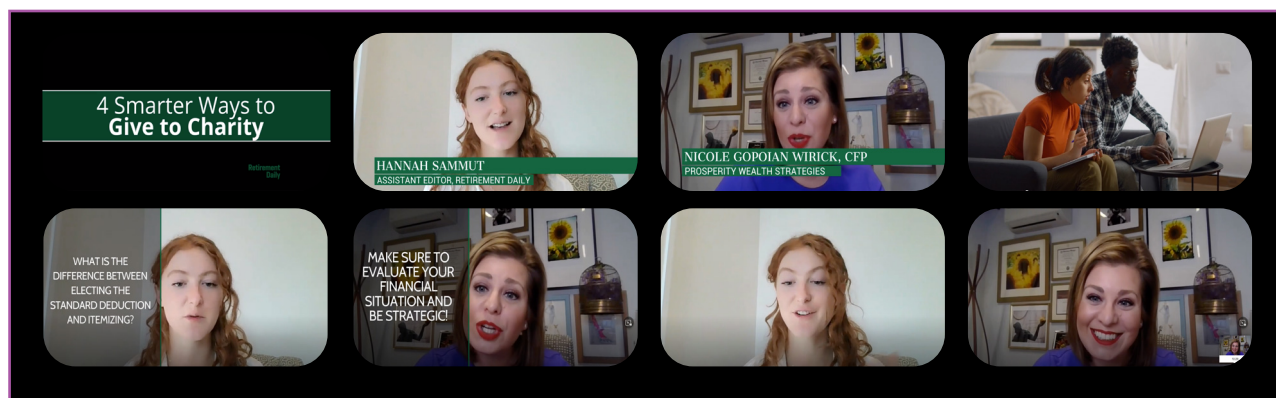 4 Smarter Ways to
Give to Charity
Retirement
Daily
HANNAH SAMMUT
ASSISTANT EDITOR, RETIREMENT DAILY
NICOLE GOPOIAN WIRICK, CFP
PROSPERITY WEALTH STRATEGIES
WHAT IS THE
DIFFERENCE BETWEEN
ELECTING THE
STANDARD DEDUCTION
AND ITEMIZING?
MAKE SURE TO
EVALUATE YOUR
FINANCIAL
SITUATION AND
BE STRATEGIC!